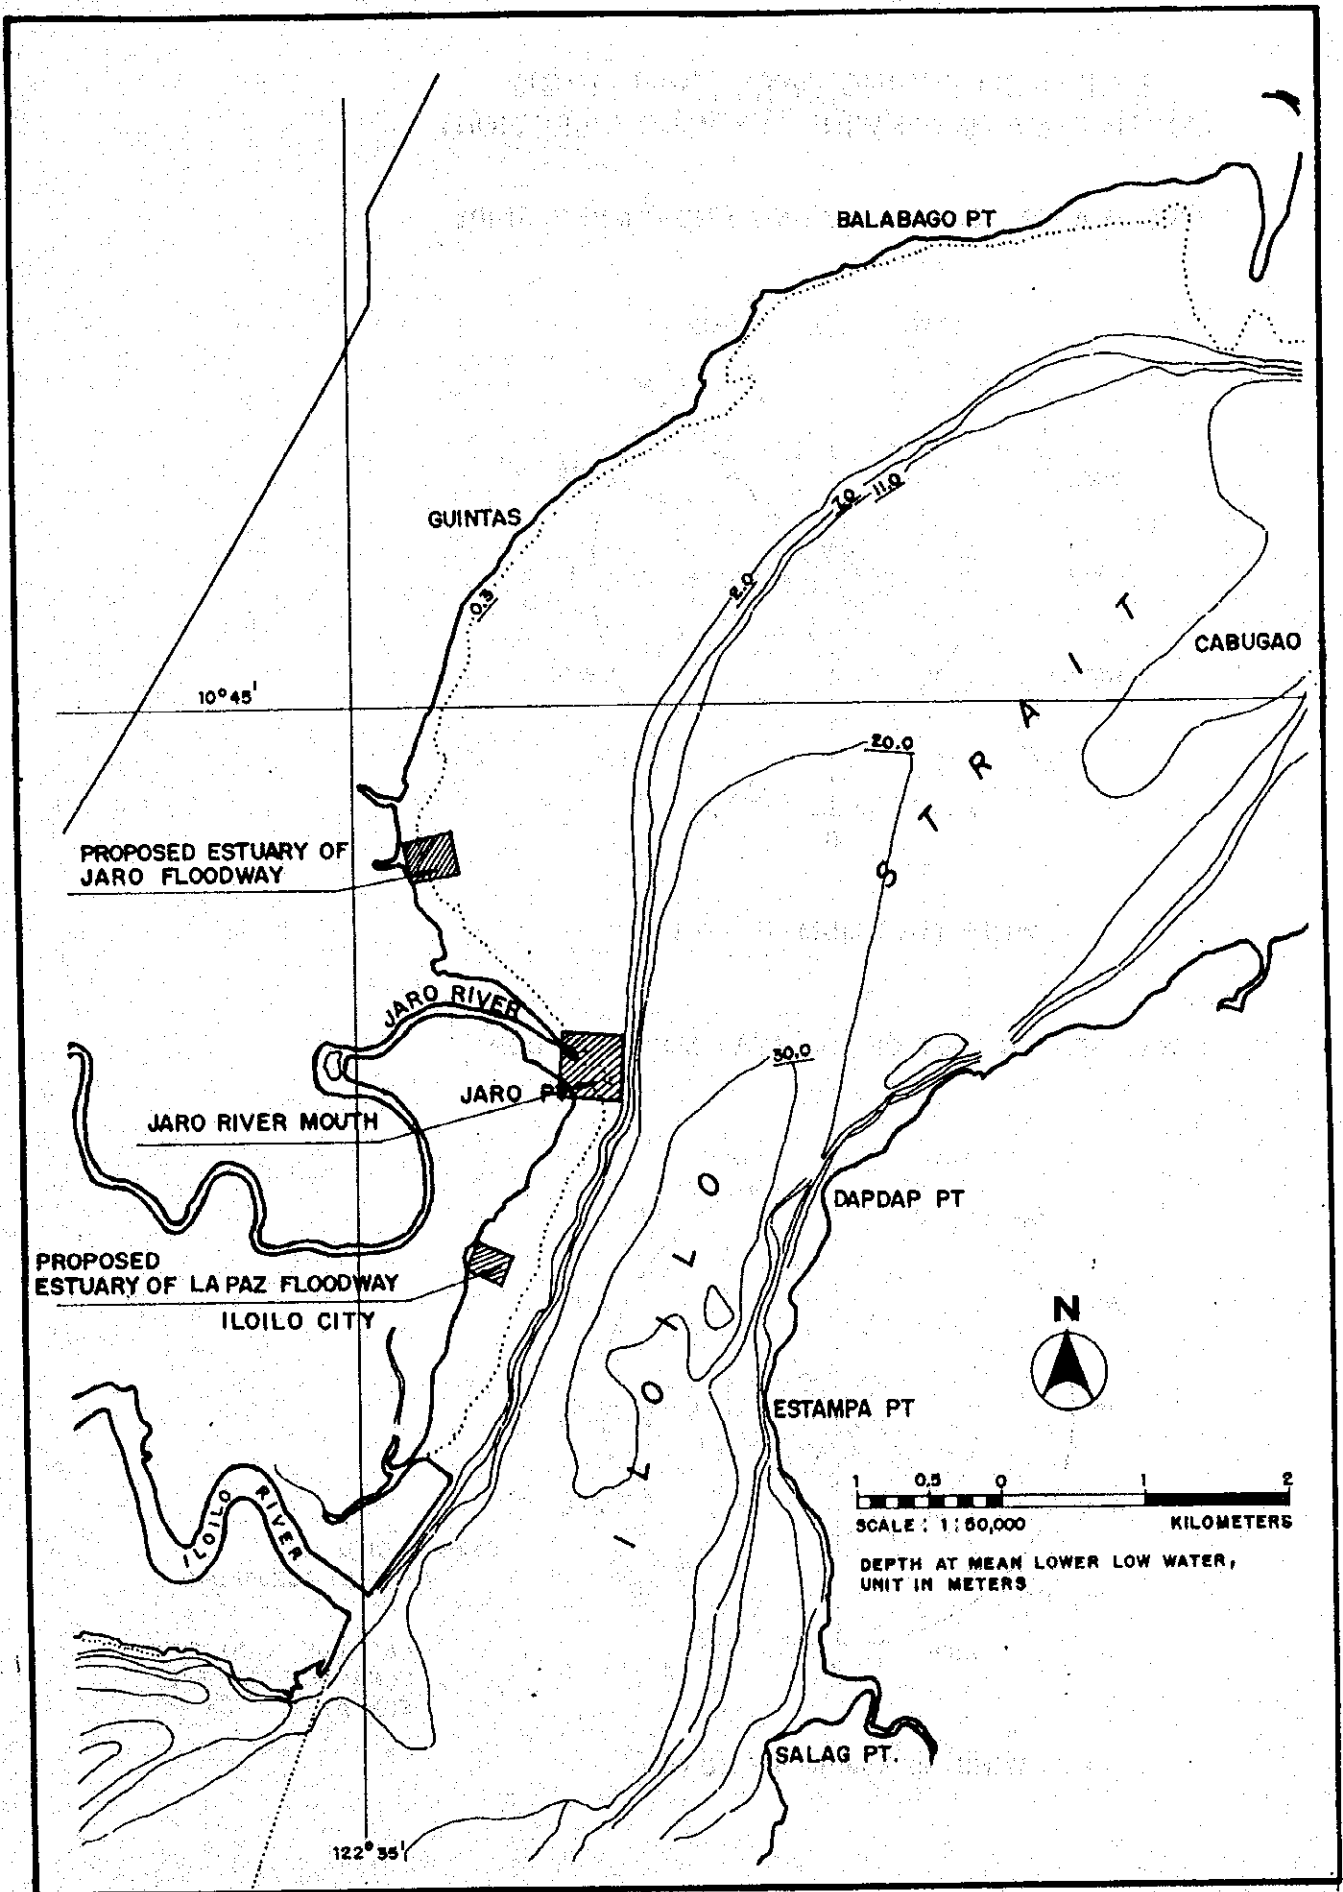 BALABAGO PT
GUINTAS
0.3
2.0
7.0
11.0
CABUGAO
10°45'
20.0
PROPOSED ESTUARY OF
JARO FLOODWAY
JARO RIVER
30.0
JARO PT
JARO RIVER MOUTH
DAPDAP PT
PROPOSED
ESTUARY OF LA PAZ FLOODWAY
ILOILO CITY
ILOILO STRAIT
N
ESTAMPA PT
1 0.5 0 1 2
SCALE : 1:50,000 KILOMETERS
DEPTH AT MEAN LOWER LOW WATER,
UNIT IN METERS
ILOILO RIVER
SALAG PT.
122°35'